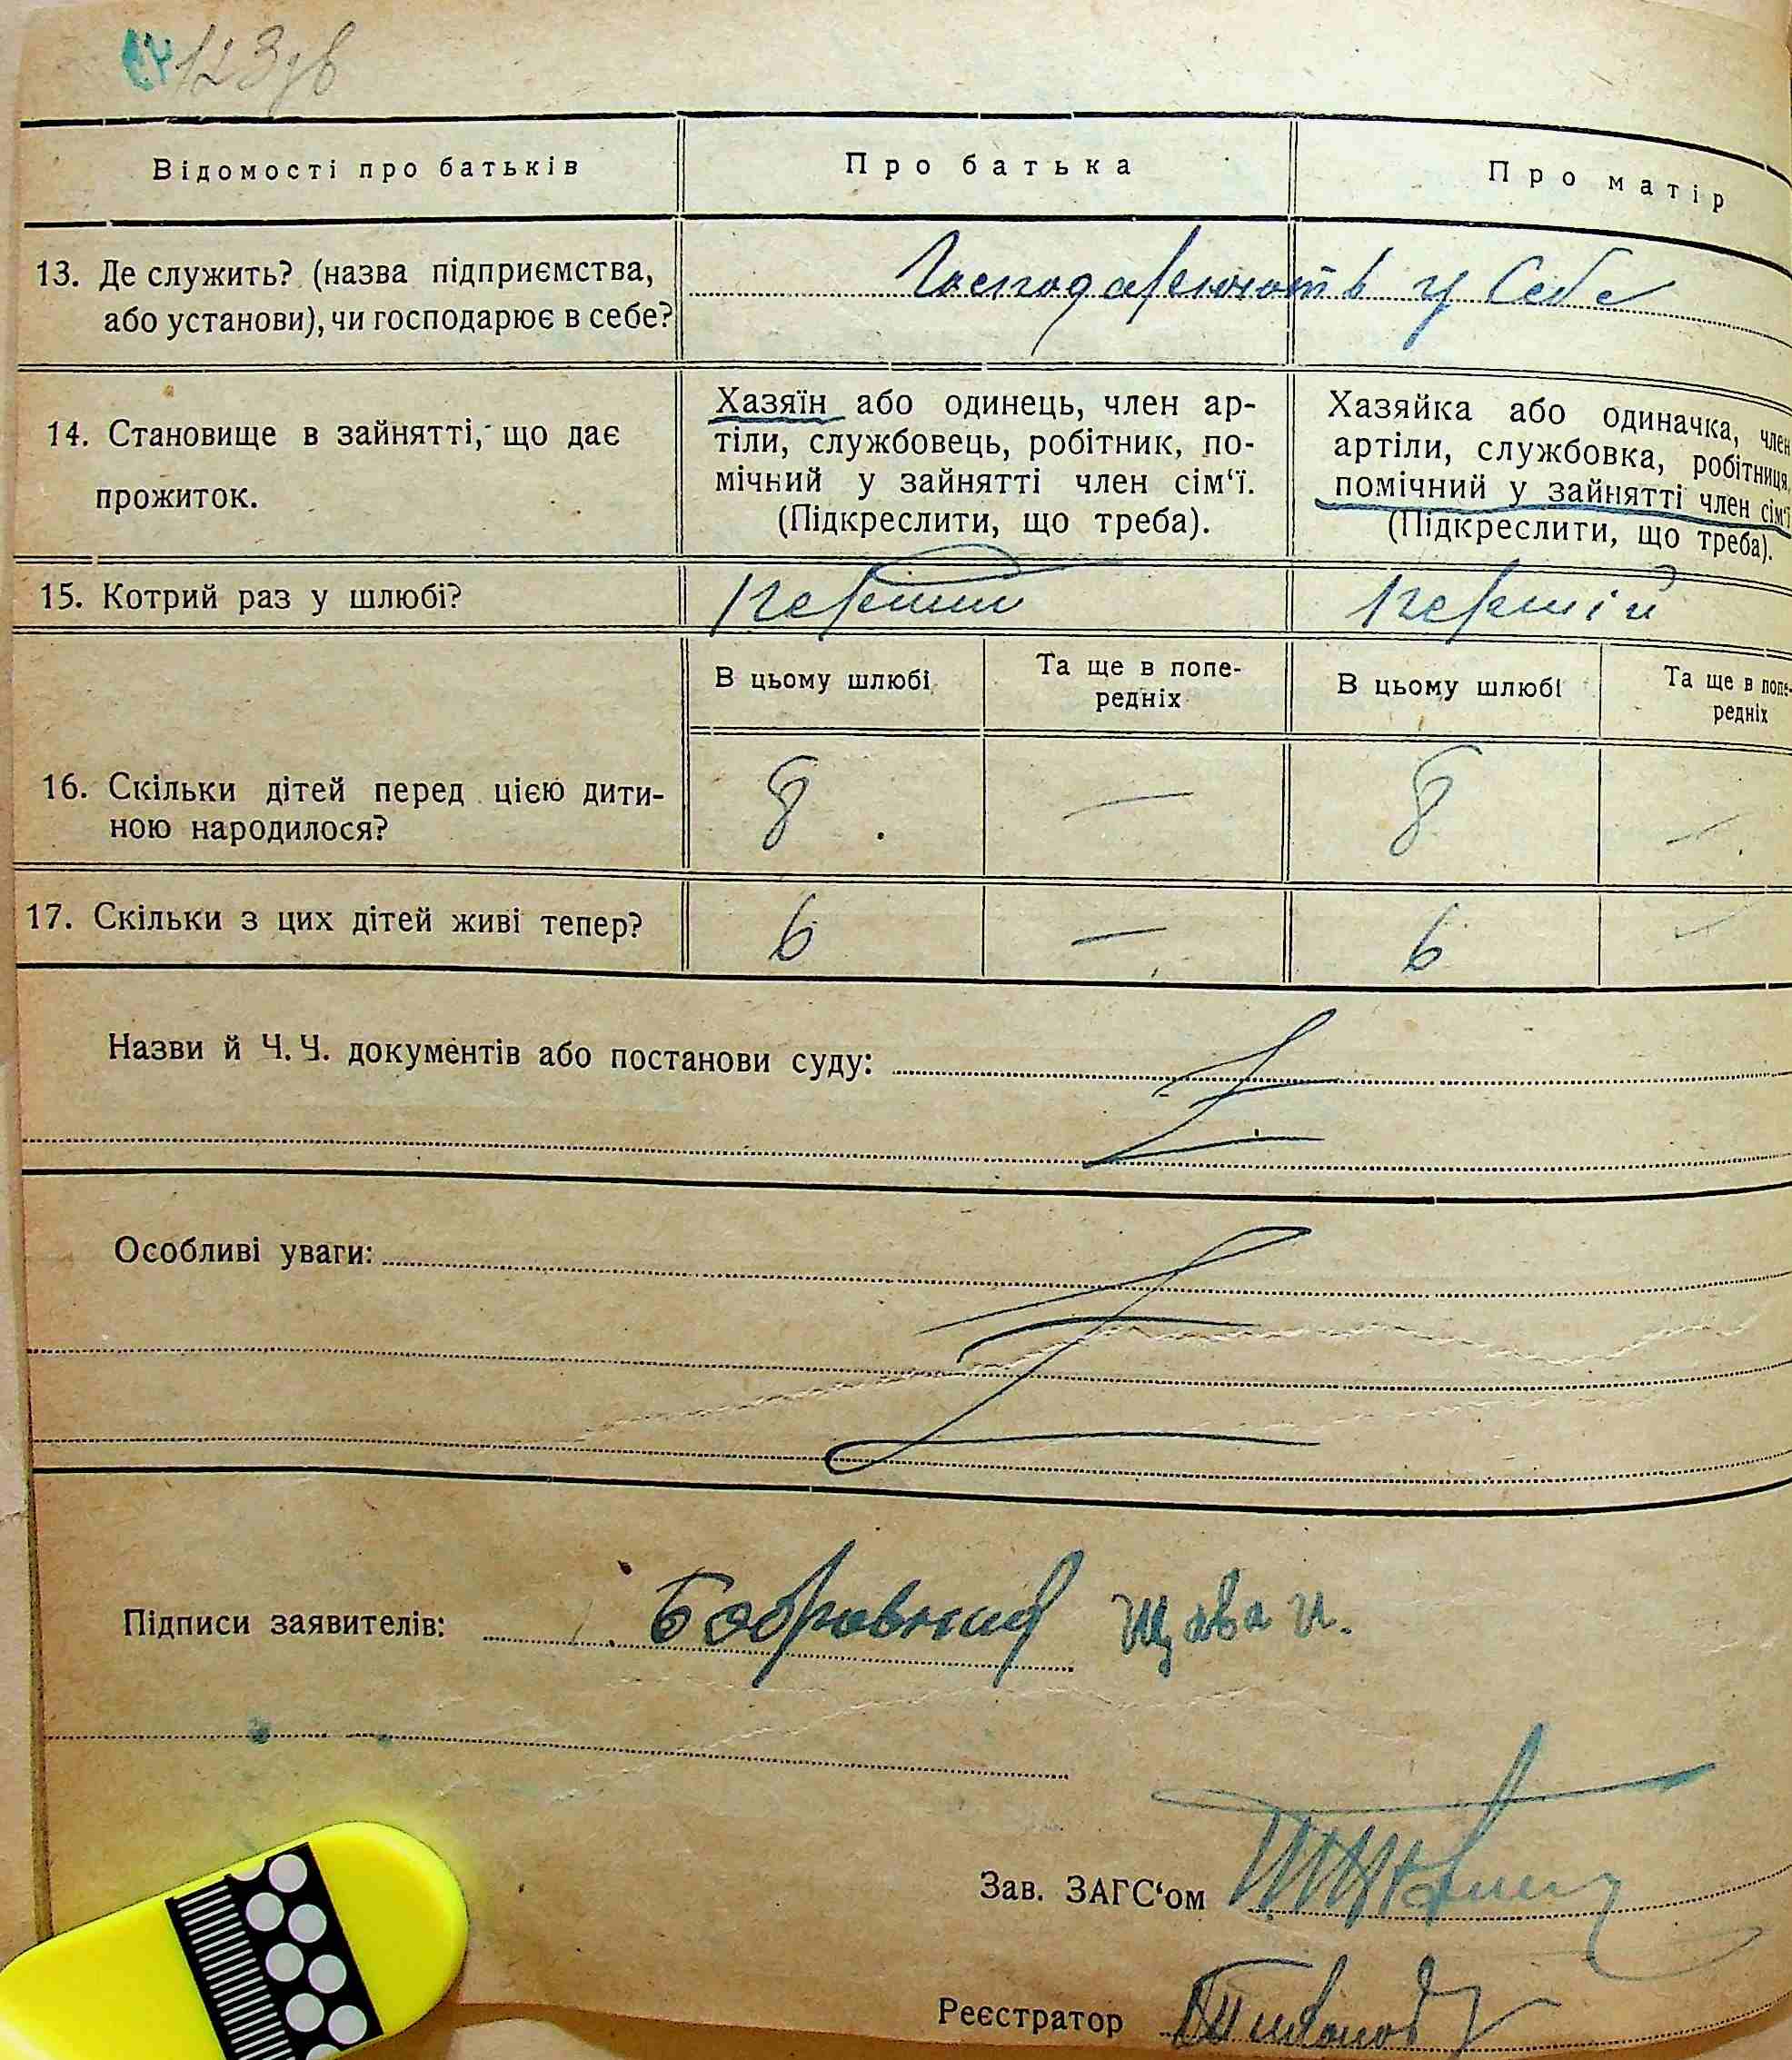 123 зв
Відомості про батьків
Про батька
Про матір
13. Де служить? (назва підприємства,
або установи), чи господарює в себе?
Господарюють у себе
14. Становище в зайнятті, що дає
прожиток.
Хазяїн або одинець, член ар-
тіли, службовець, робітник, по-
мічний у зайнятті член сім‘ї.
(Підкреслити, що треба).
Хазяйка або одиначка, член
артіли, службовка, робітниця,
помічний у зайнятті член сім‘ї
(Підкреслити, що треба).
15. Котрий раз у шлюбі?
Перший
Першій
В цьому шлюбі
Та ще в попе-
редніх
В цьому шлюбі
Та ще в попе-
редніх
16. Скільки дітей перед цією дити-
ною народилося?
8
—
8
—
17. Скільки з цих дітей живі тепер?
6
—
6
—
Назви й Ч. Ч. документів або постанови суду:
Особливі уваги:
Підписи заявителів:
Зав. ЗАГС‘ом
Реєстратор